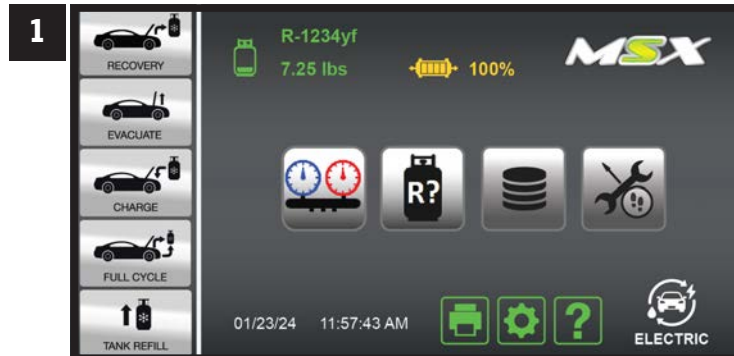 1
RECOVERY
EVACUATE
CHARGE
FULL CYCLE
TANK REFILL
R-1234yf
7.25 lbs
100%
MSX
R?
01/23/24 11:57:43 AM
?
ELECTRIC